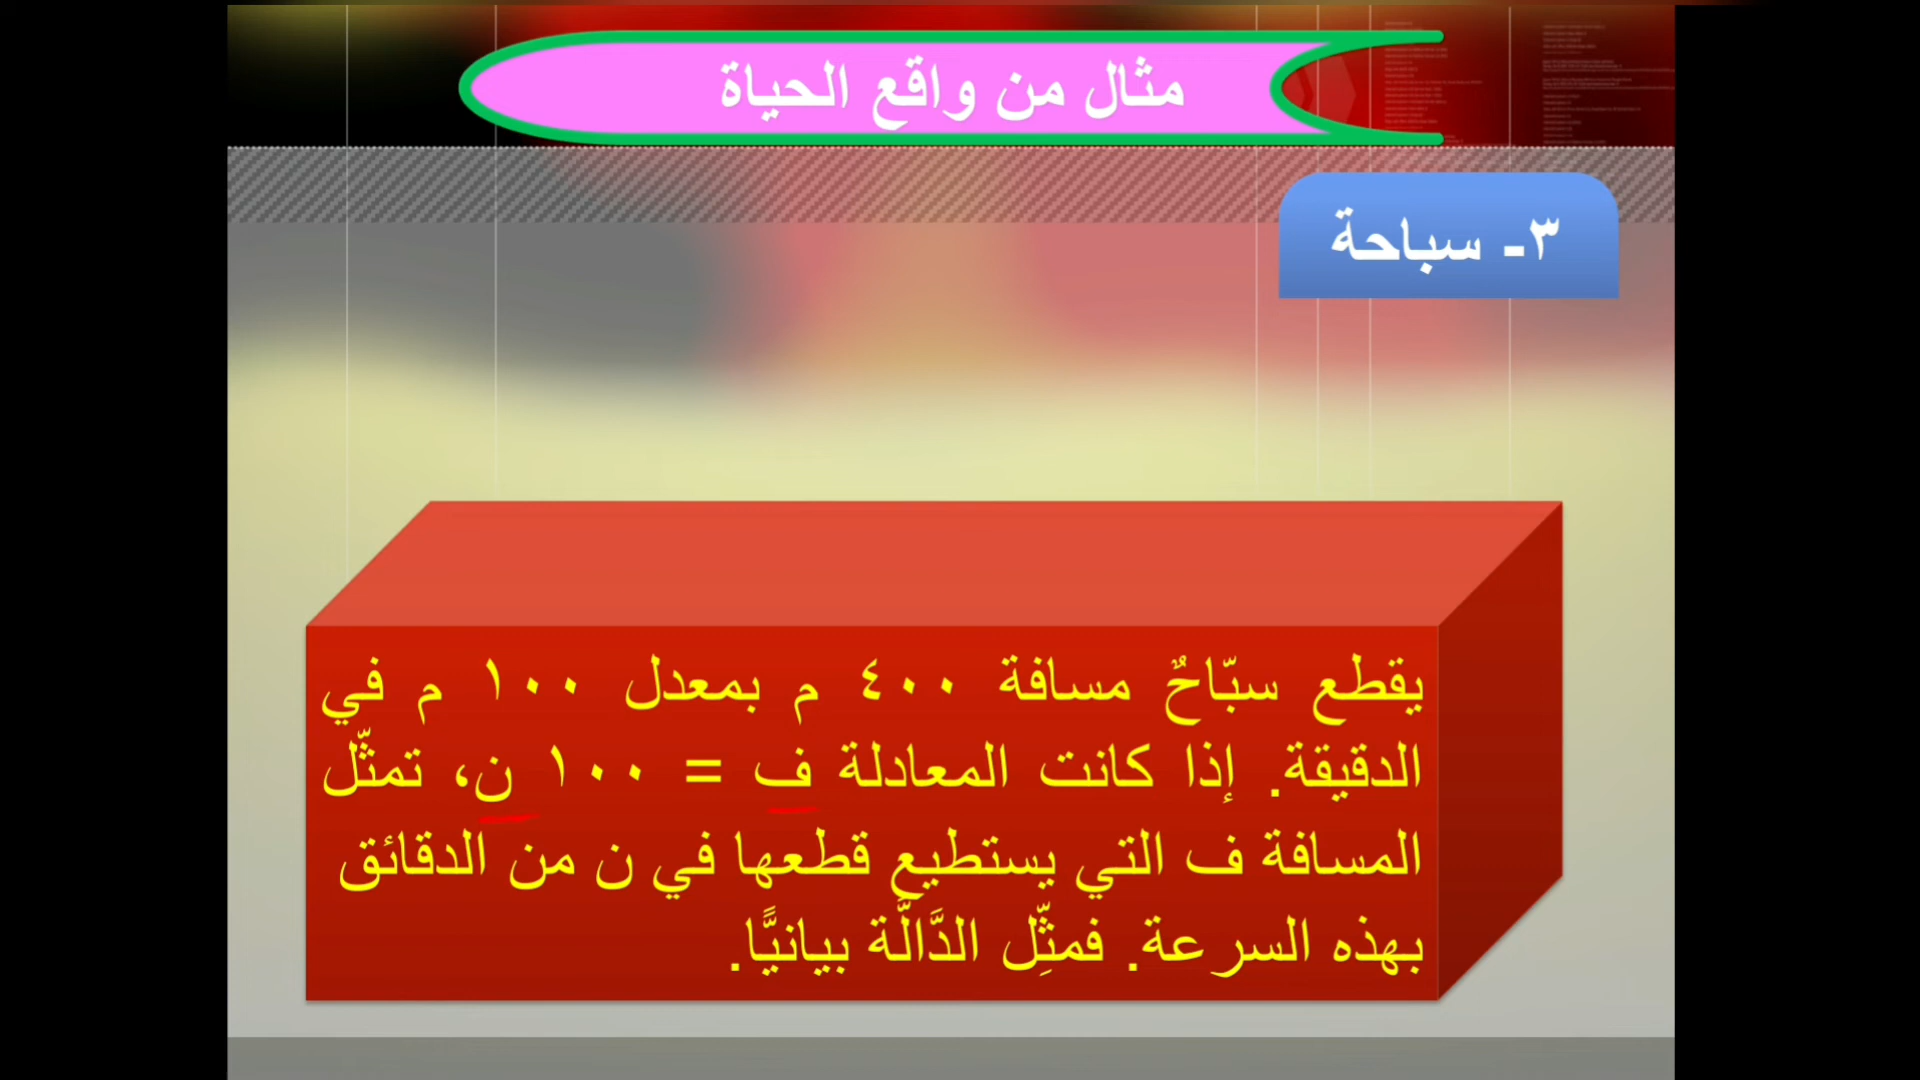 مثال من واقع الحياة
٣- سباحة
يقطع سبّاحٌ مسافة ٤٠٠ م بمعدل ١٠٠ م في
الدقيقة. إذا كانت المعادلة ف = ١٠٠ ن، تمثّل
المسافة ف التي يستطيع قطعها في ن من الدقائق
بهذه السرعة. فمثِّل الدَّالَّة بيانيًّا.